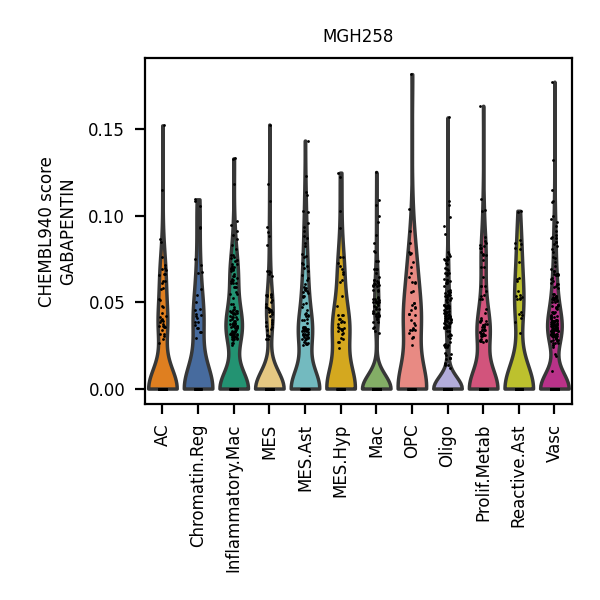 MGH258
CHEMBL940 score
GABAPENTIN
0.15
0.10
0.05
0.00
AC
Chromatin.Reg
Inflammatory.Mac
MES
MES.Ast
MES.Hyp
Mac
OPC
Oligo
Prolif.Metab
Reactive.Ast
Vasc